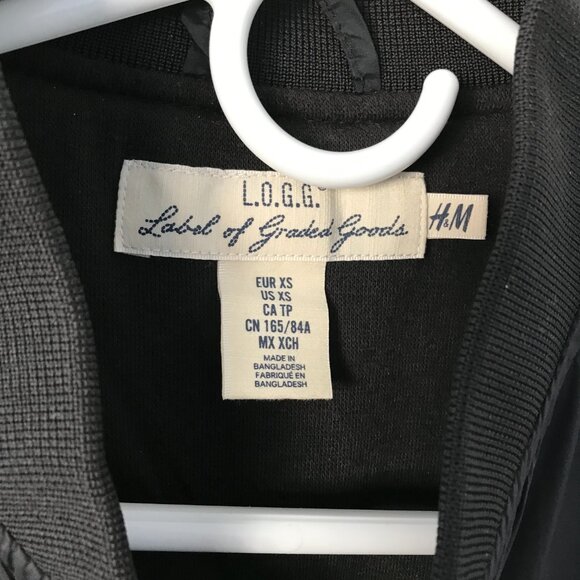 L.O.G.G.®
Label of Graded Goods
H&M
EUR XS
US XS
CA TP
CN 165/84A
MX XCH
MADE IN
BANGLADESH
FABRIQUÉ EN
BANGLADESH